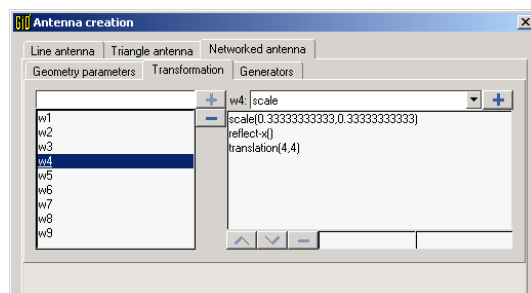 GiD Antenna creation
Line antenna Triangle antenna Networked antenna
Geometry parameters Transformation Generators
w4: scale
w1
w2
w3
w4
w5
w6
w7
w8
w9
scale(0.33333333333,0.33333333333)
reflect-x()
translation(4,4)